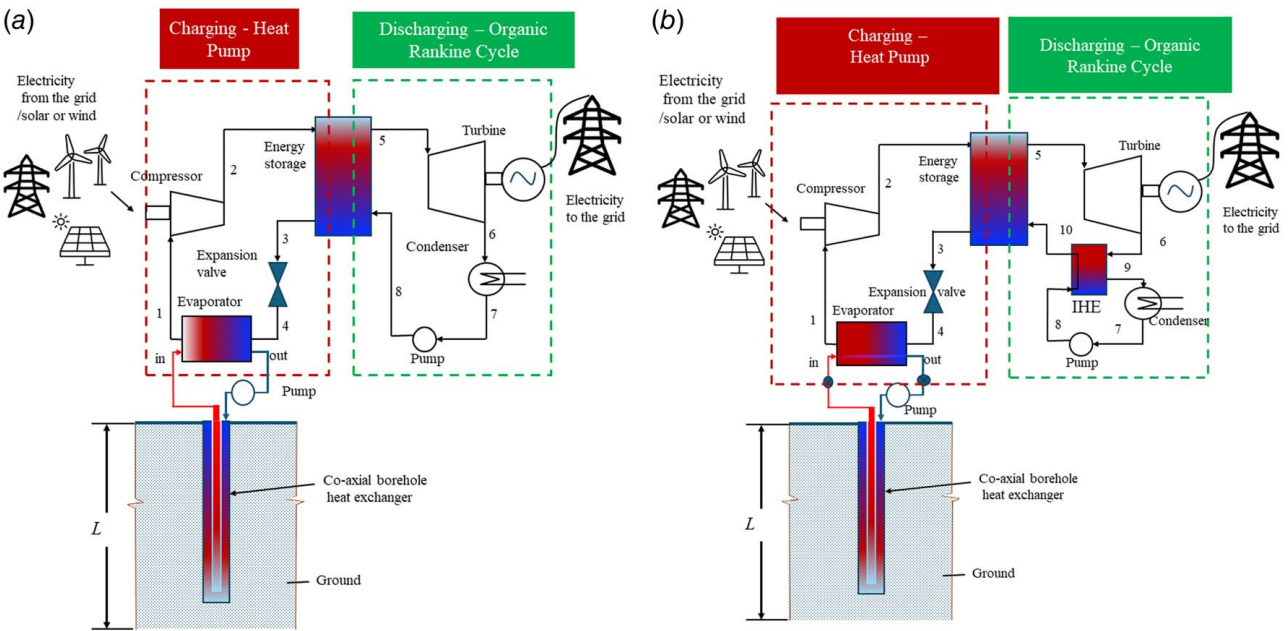 (a)
Charging - Heat
Pump
Discharging – Organic
Rankine Cycle
Electricity
from the grid
/solar or wind
Compressor
2
Energy
storage
5
Turbine
Electricity
to the grid
3
Expansion
valve
Condenser
6
1
Evaporator
4
8
7
in
out
Pump
Pump
L
Co-axial borehole
heat exchanger
Ground
(b)
Charging –
Heat Pump
Discharging – Organic
Rankine Cycle
Electricity
from the grid
/solar or wind
Compressor
2
Energy
storage
5
Turbine
Electricity
to the grid
3
10
6
9
Expansion
valve
IHE
Condenser
1
Evaporator
4
8
7
in
out
Pump
Pump
L
Co-axial borehole
heat exchanger
Ground